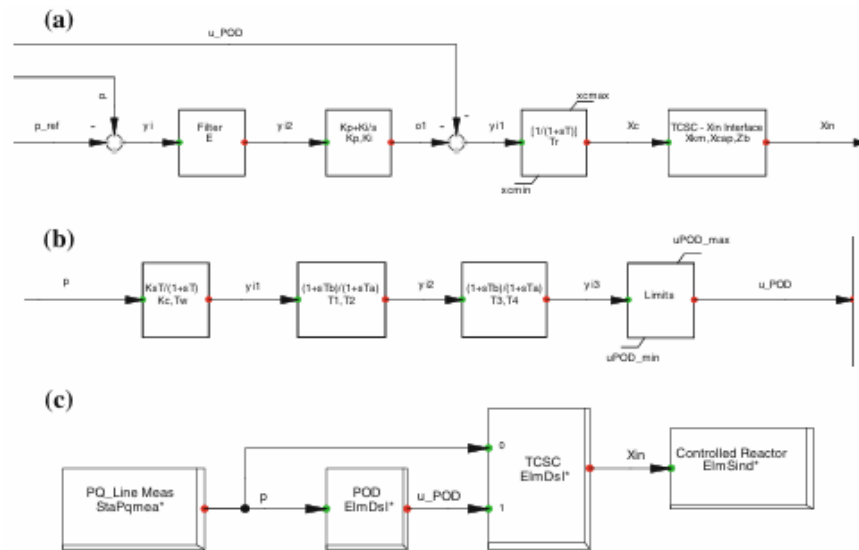 (a)
u_POD
p
p_ref
yi
Filter
E
yi2
Kp+Ki/s
Kp,Ki
o1
yi1
xcmax
[1/(1+sT)]
Tr
xcmin
Xc
TCSC - Xin Interface
Xkm,Xcap,Zb
Xin
(b)
p
KsT/(1+sT)
Kc,Tw
yi1
(1+sTb)/(1+sTa)
T1,T2
yi2
(1+sTb)/(1+sTa)
T3,T4
yi3
uPOD_max
Limits
uPOD_min
u_POD
(c)
PQ_Line Meas
StaPqmea*
p
POD
ElmDsl*
u_POD
0
1
TCSC
ElmDsl*
Xin
Controlled Reactor
ElmSind*